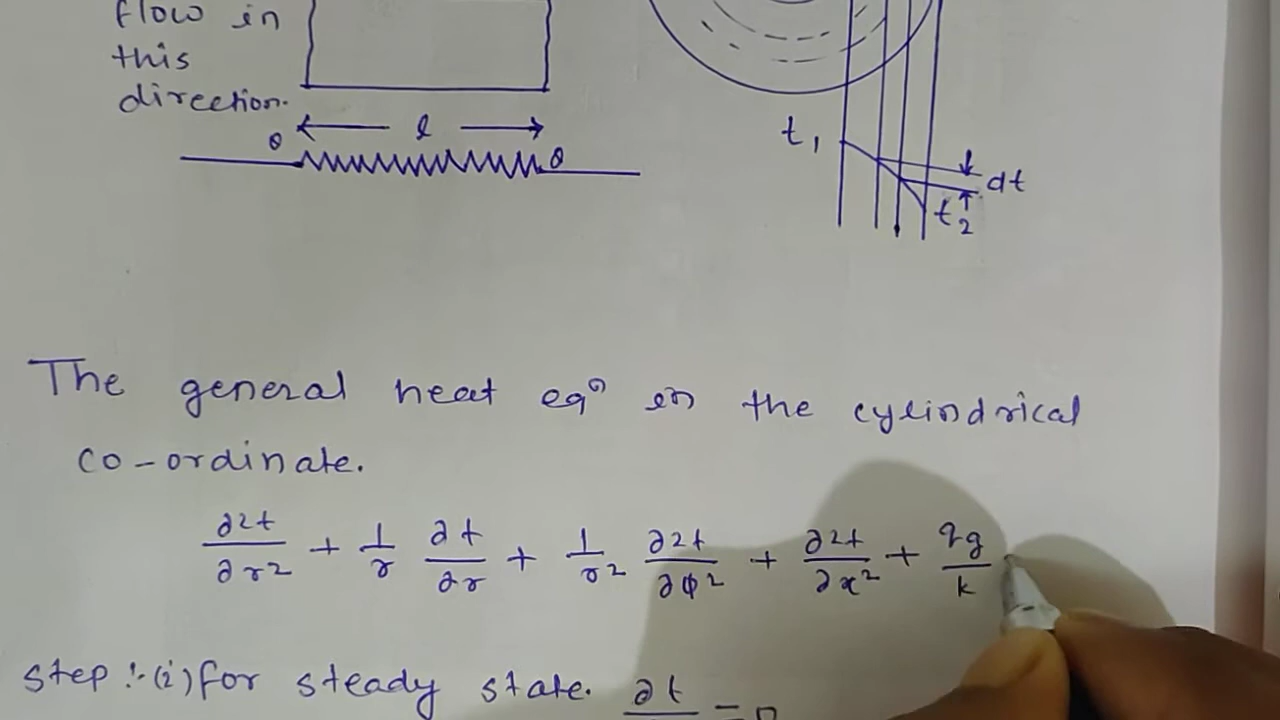 flow in
this
direction.
l
Q Q
t₁
dt
t₂
The general heat eqⁿ in the cylindrical
co-ordinate.
∂²t/∂r² + 1/r ∂t/∂r + 1/r² ∂²t/∂φ² + ∂²t/∂x² + qg/k
step :- (i) for steady state. ∂t = 0